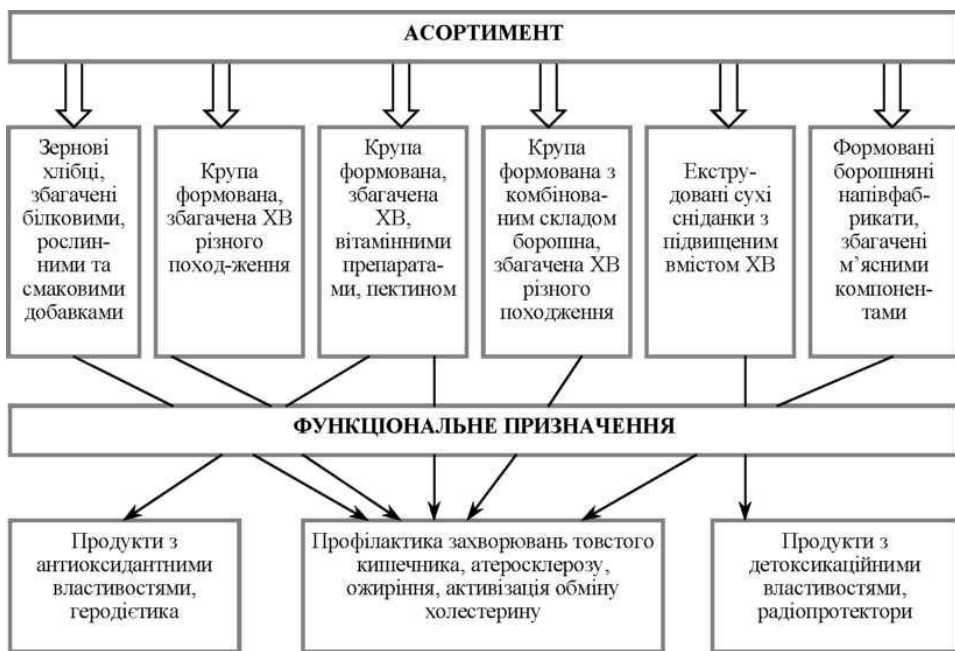 АСОРТИМЕНТ
Зернові
хлібці,
збагачені
білковими,
рослин-
ними та
смаковими
добавками
Крупа
формована,
збагачена ХВ
різного
поход-ження
Крупа
формована,
збагачена
ХВ,
вітамінними
препарата-
ми, пектином
Крупа
формована з
комбінова-
ним складом
борошна,
збагачена ХВ
різного
походження
Екстру-
довані сухі
сніданки з
підвищеним
вмістом ХВ
Формовані
борошняні
напівфаб-
рикати,
збагачені
м’ясними
компонен-
тами
ФУНКЦІОНАЛЬНЕ ПРИЗНАЧЕННЯ
Продукти з
антиоксидантними
властивостями,
геродієтика
Профілактика захворювань товстого
кипечника, атеросклерозу,
ожиріння, активізація обміну
холестерину
Продукти з
детоксикаційними
властивостями,
радіопротектори